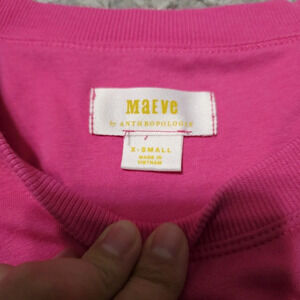 Maeve
by ANTHROPOLOGIE
X-SMALL
MADE IN
VIETNAM